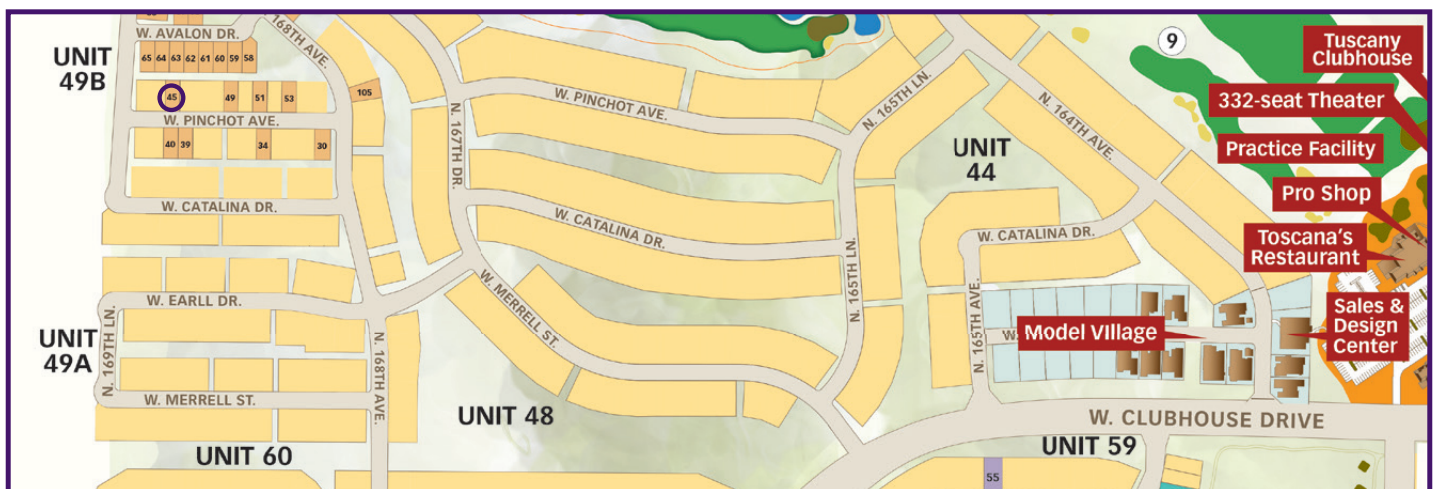 W. AVALON DR.
168TH AVE.
UNIT
49B
65 64 63 62 61 60 59 58
45
49
51
53
105
W. PINCHOT AVE.
40 39
34
30
W. CATALINA DR.
N. 167TH DR.
W. PINCHOT AVE.
W. CATALINA DR.
N. 165TH LN.
N. 164TH AVE.
9
UNIT
44
Tuscany
Clubhouse
332-seat Theater
Practice Facility
Pro Shop
Toscana's
Restaurant
W. CATALINA DR.
N. 165TH LN.
N. 165TH AVE.
W. EARLL DR.
N. 169TH LN.
UNIT
49A
N. 168TH AVE.
W. MERRELL ST.
W. MERRELL ST.
W.
Model Village
Sales &
Design
Center
UNIT 48
W. CLUBHOUSE DRIVE
UNIT 60
UNIT 59
55